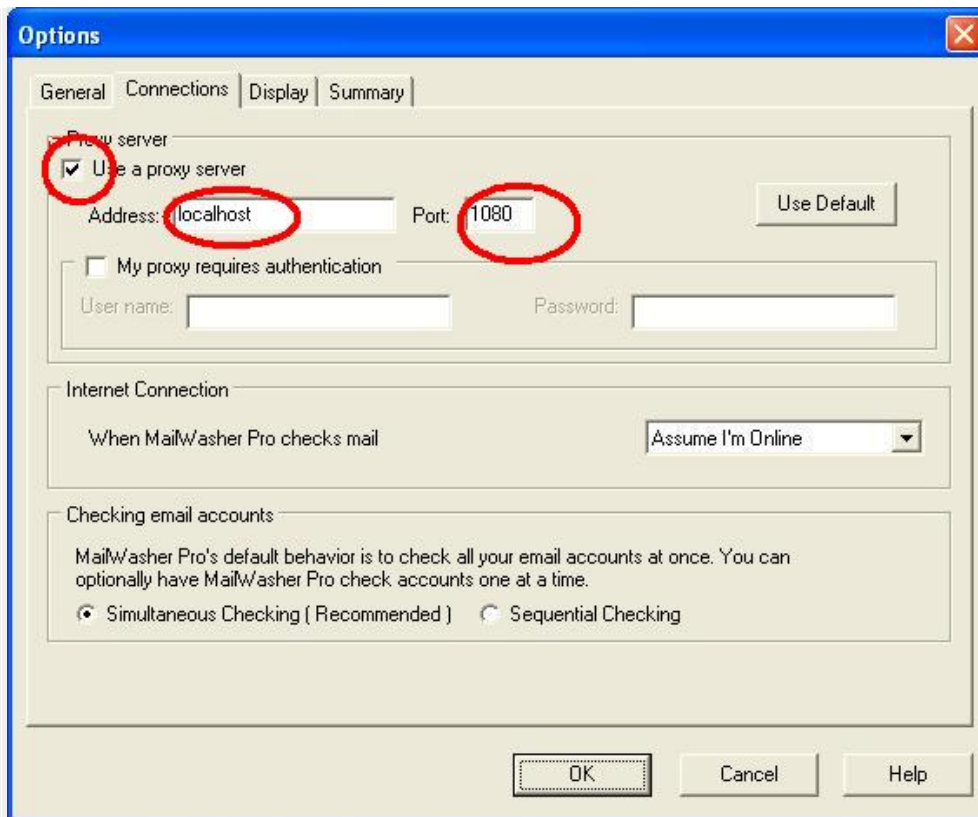 Options
General Connections Display Summary
Proxy server
Use a proxy server
Address: localhost Port: 1080 Use Default
My proxy requires authentication
User name: Password:
Internet Connection
When MailWasher Pro checks mail Assume I'm Online
Checking email accounts
MailWasher Pro's default behavior is to check all your email accounts at once. You can
optionally have MailWasher Pro check accounts one at a time.
Simultaneous Checking ( Recommended ) Sequential Checking
OK Cancel Help